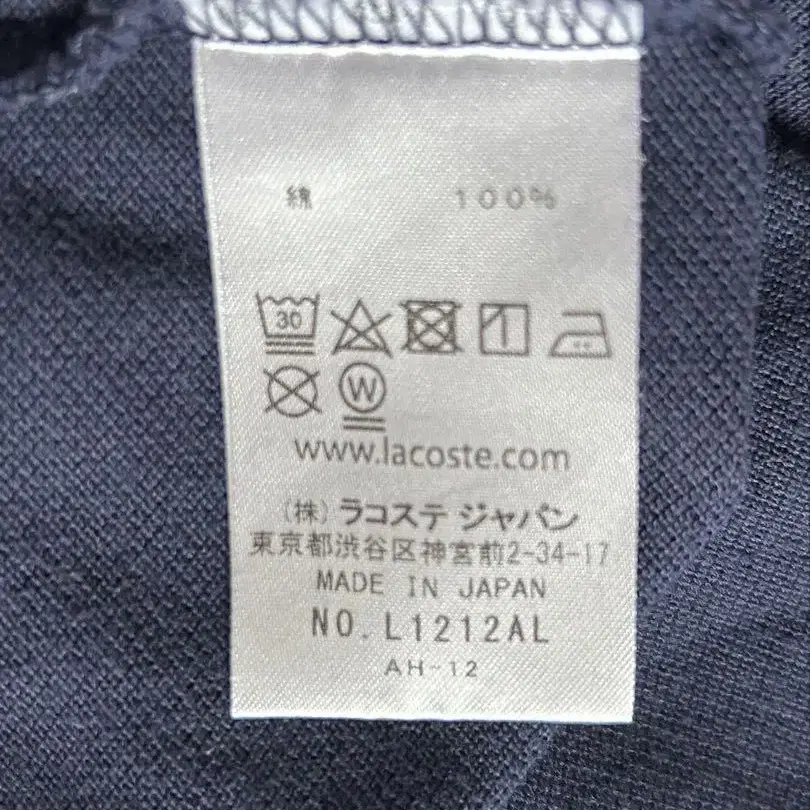 綿 100%
30
W
www.lacoste.com
(株) ラコステ ジャパン
東京都渋谷区神宮前2-34-17
MADE IN JAPAN
NO. L1212AL
AH-12